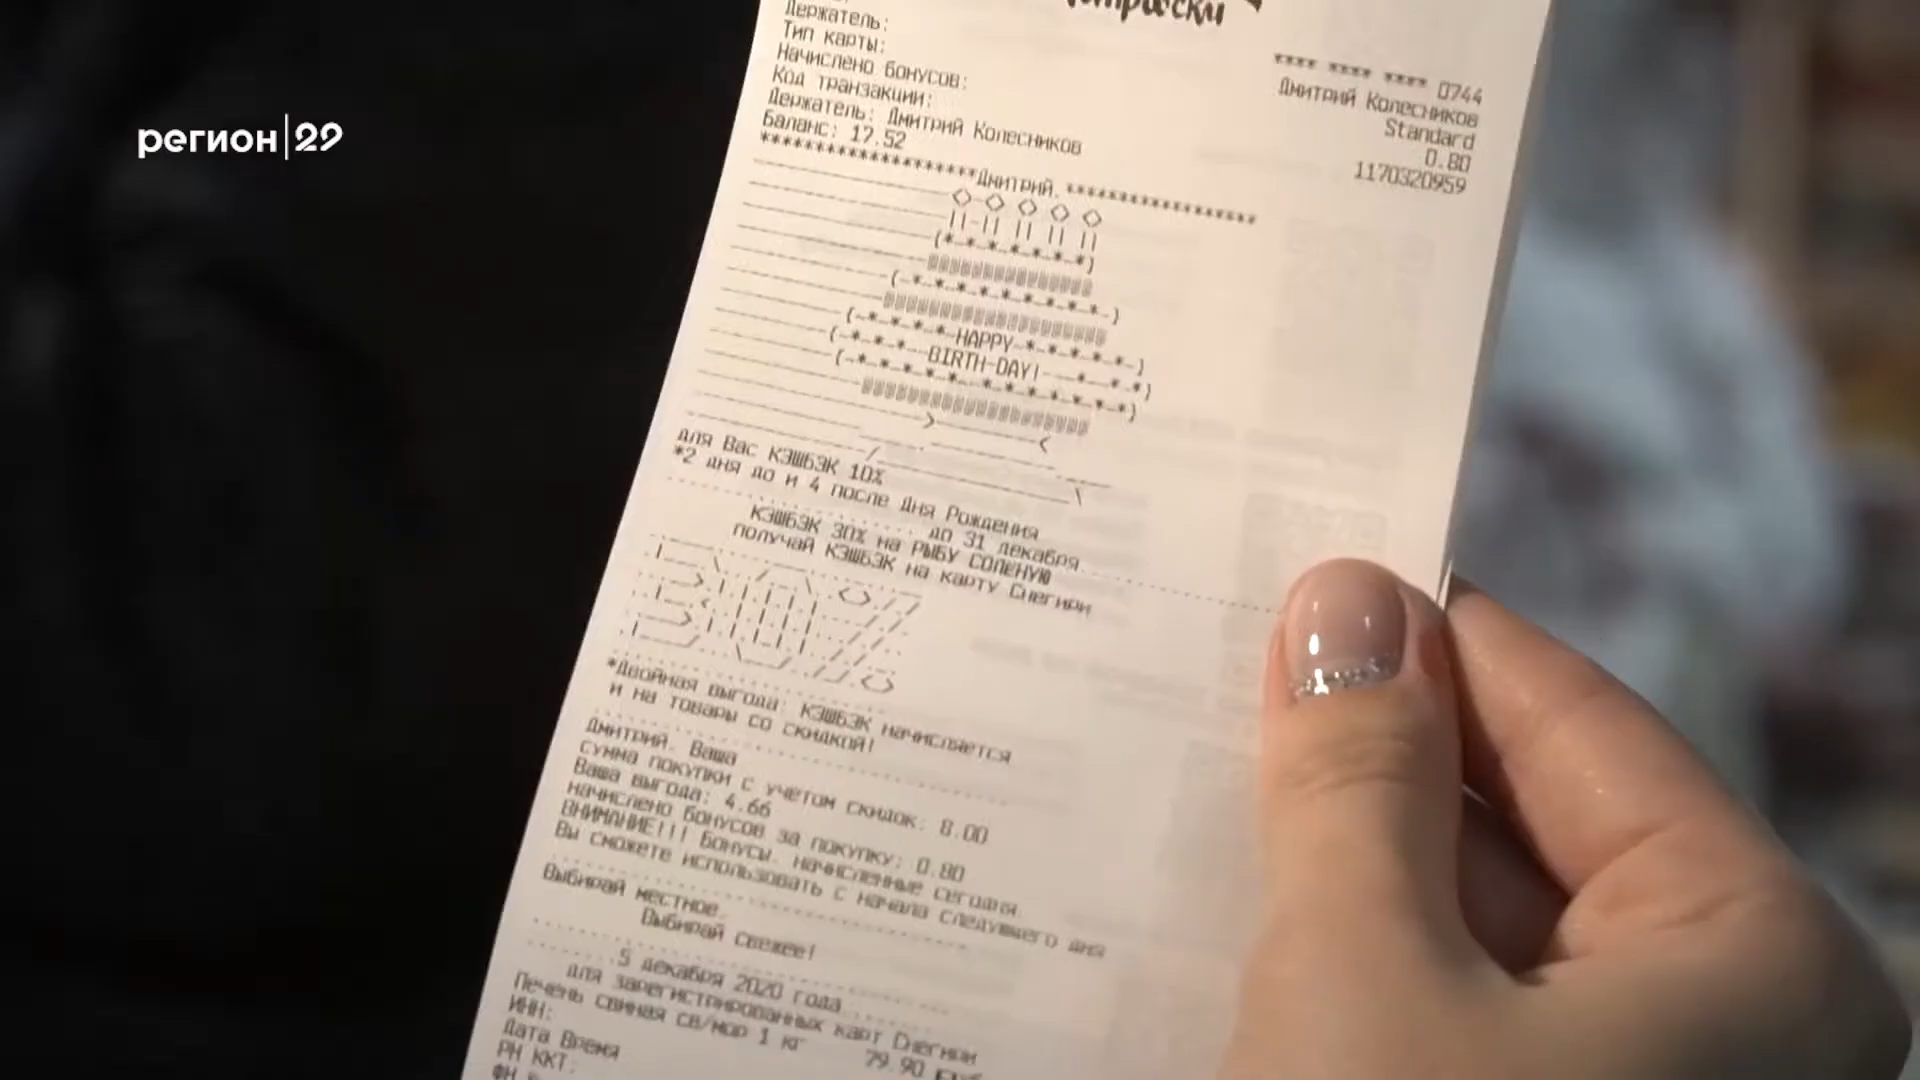 регион|29
Держатель:
Тип карты:
Начислено бонусов:
Код транзакции:
Держатель: Дмитрий Колесников
Баланс: 17.52
**** **** **** 0744
Дмитрий Колесников
Standard
0.80
1170320959
Дмитрий.
HAPPY
BIRTH-DAY!
для Вас КЭШБЭК 10%
*2 дня до и 4 после Дня Рождения
до 31 декабря
КЭШБЭК 30% на РЫБУ СОЛЕНУЮ
получай КЭШБЭК на карту Снегири
30%
*Двойная выгода: КЭШБЭК начисляется
и на товары со скидкой!
Дмитрий. Ваша
сумма покупки с учетом скидок: 8.00
Ваша выгода: 4.66
начислено бонусов за покупку: 0.80
ВНИМАНИЕ!!! Бонусы, начисленные сегодня
Вы сможете использовать с начала следующего дня
Выбирай местное.
Выбирай Свежее!
5 декабря 2020 года
для зарегистрированных карт Снегири
Печень свиная св/мор 1 кг 79.90
ИНН:
Дата Время
РН ККТ: